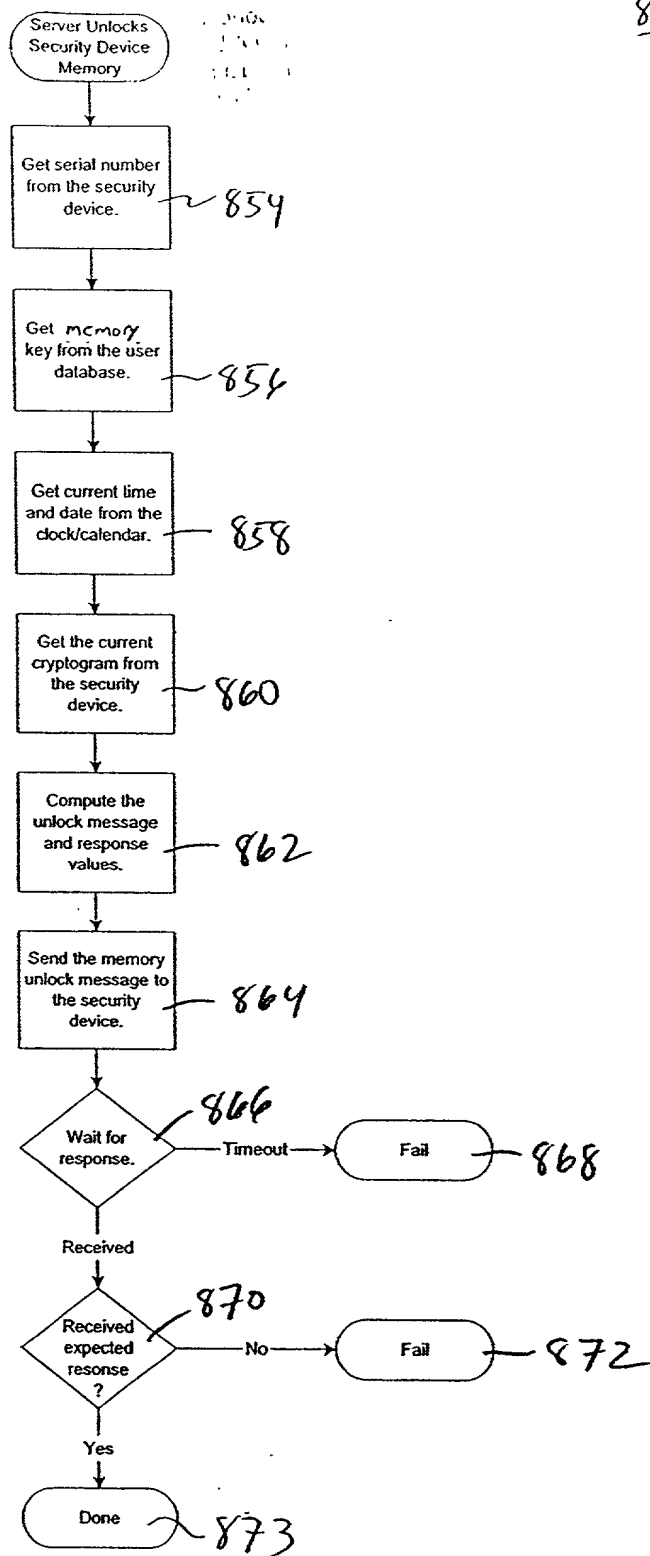 8
Server Unlocks
Security Device
Memory
Get serial number
from the security
device.
854
Get memory
key from the user
database.
856
Get current time
and date from the
clock/calendar.
858
Get the current
cryptogram from
the security
device.
860
Compute the
unlock message
and response
values.
862
Send the memory
unlock message to
the security
device.
864
Wait for
response.
866
Timeout
Fail
868
Received
Received
expected
resonse
?
870
No
Fail
872
Yes
Done
873